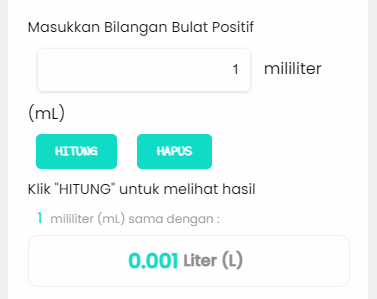 Masukkan Bilangan Bulat Positif
1 mililiter
(mL)
HITUNG HAPUS
Klik "HITUNG" untuk melihat hasil
1 mililiter (mL) sama dengan :
0.001 Liter (L)